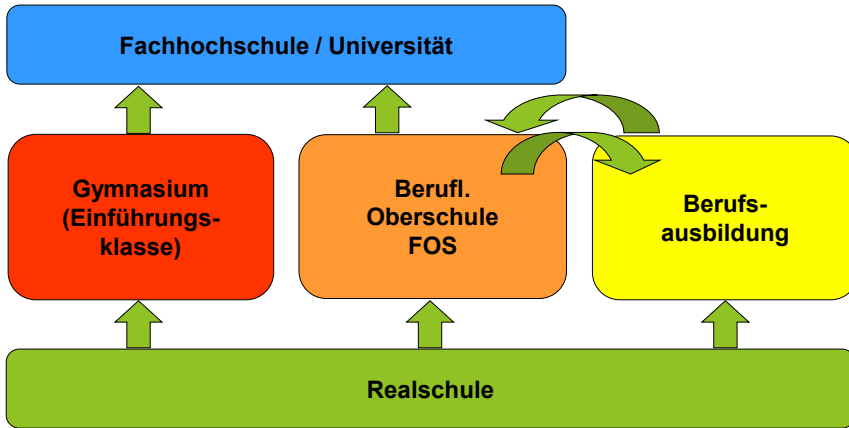 Fachhochschule / Universität
Gymnasium
(Einführungs-
klasse)
Berufl.
Oberschule
FOS
Berufs-
ausbildung
Realschule